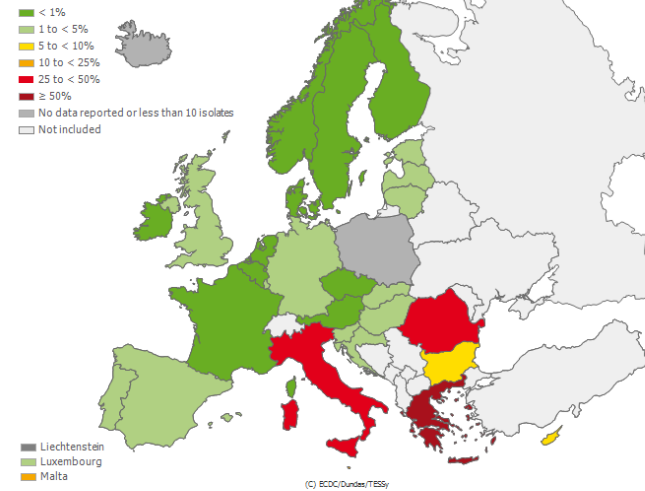 < 1%
1 to < 5%
5 to < 10%
10 to < 25%
25 to < 50%
≥ 50%
No data reported or less than 10 isolates
Not included
Liechtenstein
Luxembourg
Malta
(C) ECDC/Dundas/TESSy